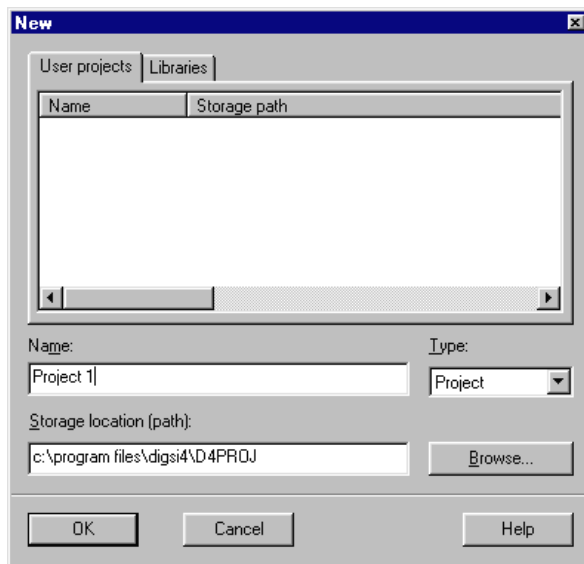 New
User projects Libraries
Name Storage path
Name: Type:
Project 1 Project
Storage location (path):
c:\program files\digsi4\D4PROJ Browse...
OK Cancel Help